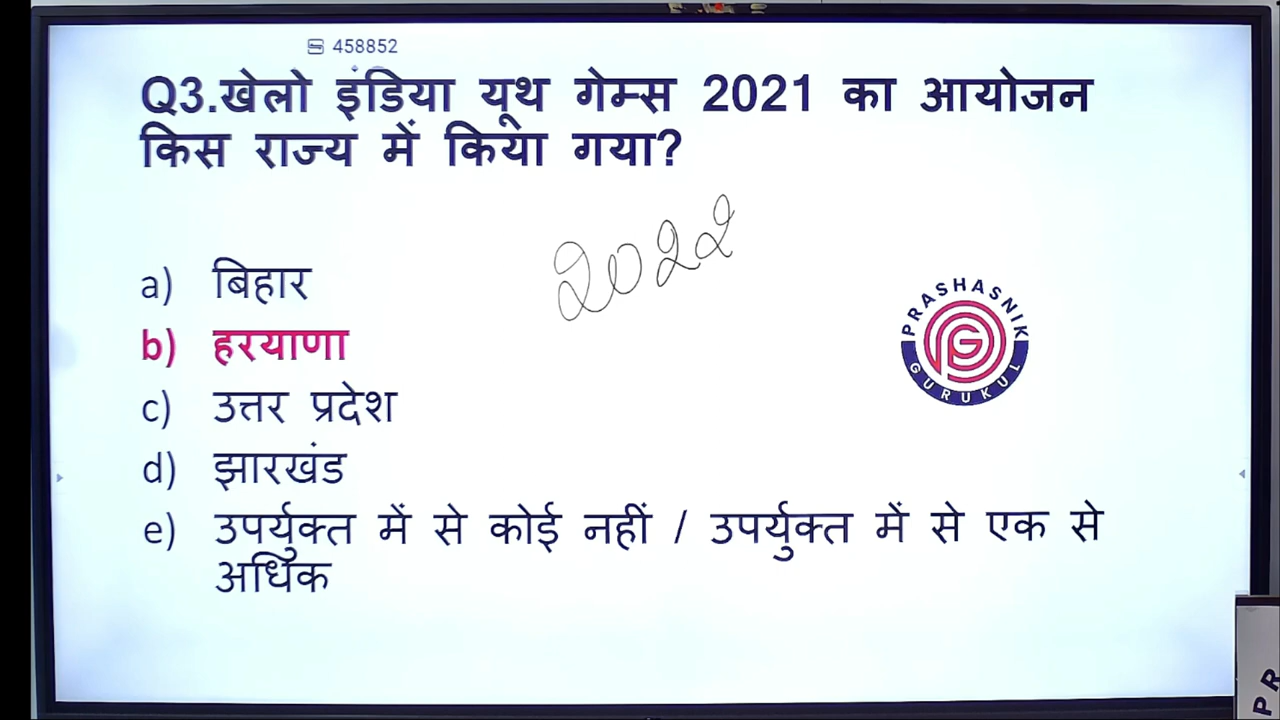 458852
Q3.खेलो इंडिया यूथ गेम्स 2021 का आयोजन
किस राज्य में किया गया?
2022
a) बिहार
b) हरयाणा
c) उत्तर प्रदेश
d) झारखंड
e) उपर्युक्त में से कोई नहीं / उपर्युक्त में से एक से
अधिक
PRASHASNIK
GURUKUL
PR